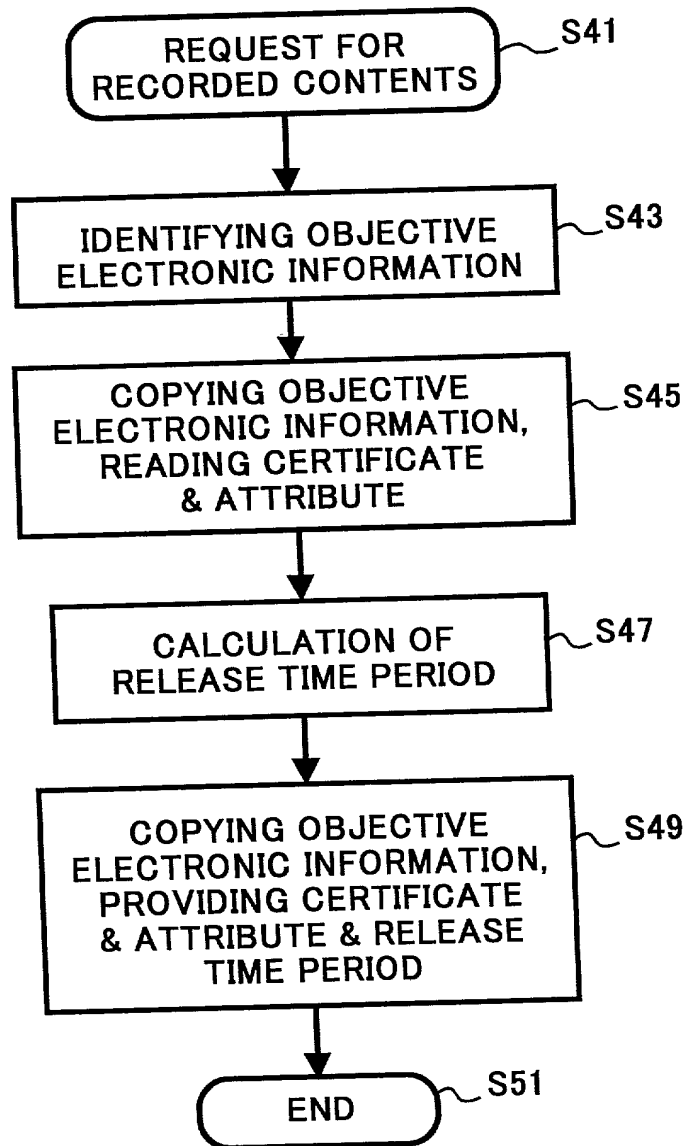 REQUEST FOR
RECORDED CONTENTS
S41
IDENTIFYING OBJECTIVE
ELECTRONIC INFORMATION
S43
COPYING OBJECTIVE
ELECTRONIC INFORMATION,
READING CERTIFICATE
& ATTRIBUTE
S45
CALCULATION OF
RELEASE TIME PERIOD
S47
COPYING OBJECTIVE
ELECTRONIC INFORMATION,
PROVIDING CERTIFICATE
& ATTRIBUTE & RELEASE
TIME PERIOD
S49
END
S51